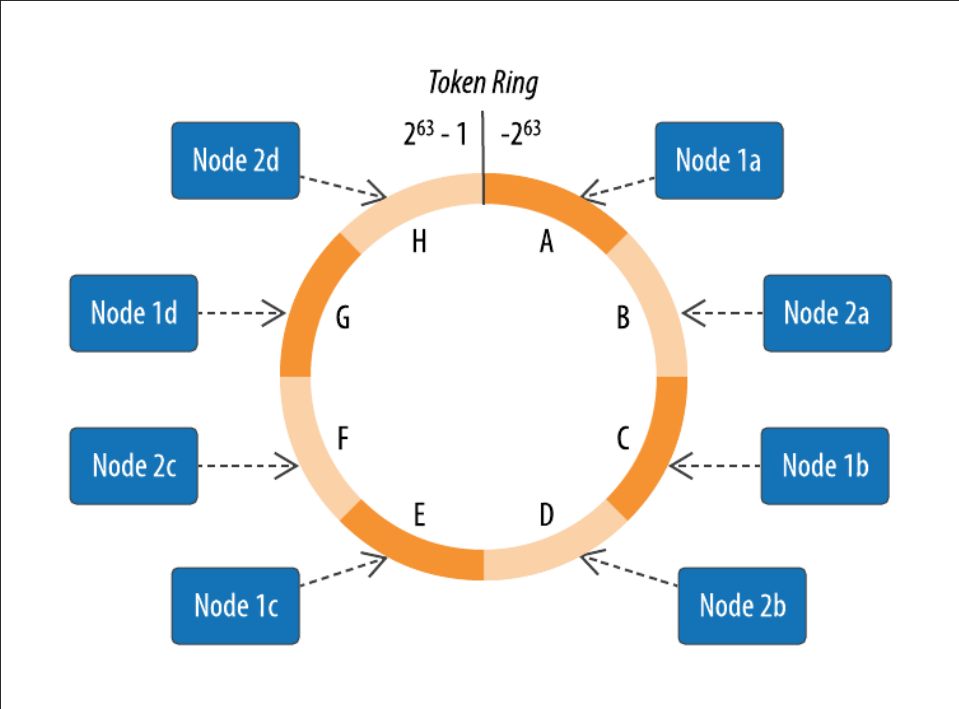 Token Ring
2⁶³ - 1
-2⁶³
Node 2d
Node 1a
H
A
Node 1d
G
B
Node 2a
Node 2c
F
C
Node 1b
E
D
Node 1c
Node 2b